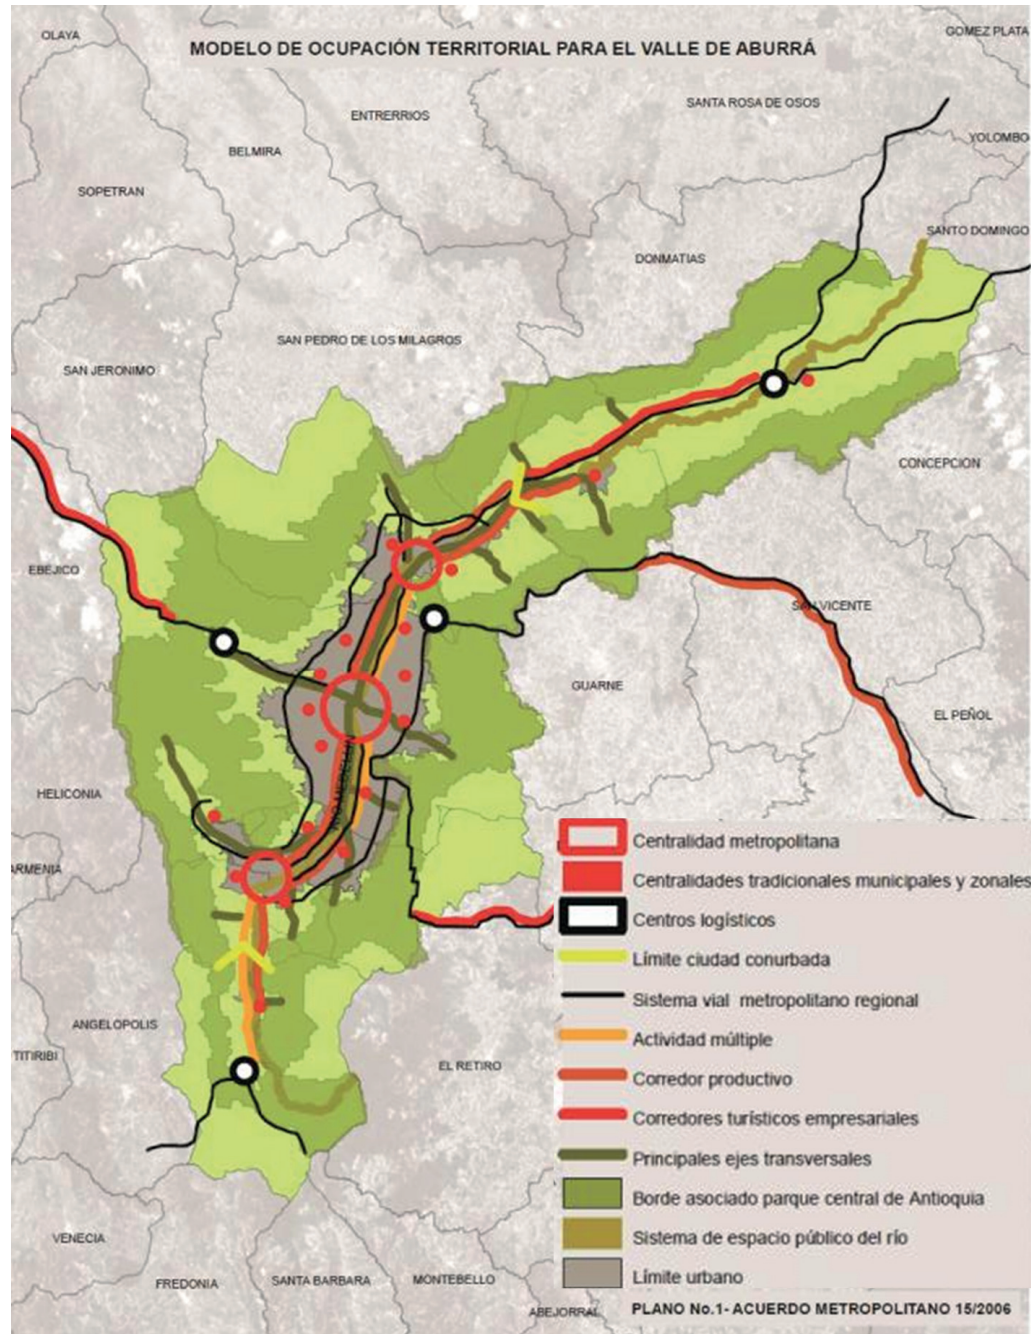 OLAYA
GOMEZ PLATA
MODELO DE OCUPACIÓN TERRITORIAL PARA EL VALLE DE ABURRÁ
SANTA ROSA DE OSOS
ENTRERRIOS
YOLOMBO
BELMIRA
SOPETRAN
SANTO DOMINGO
DONMATIAS
SAN PEDRO DE LOS MILAGROS
SAN JERONIMO
CONCEPCION
EBEJICO
SAN VICENTE
GUARNE
EL PEÑOL
RIO MEDELLIN
HELICONIA
ARMENIA
ANGELOPOLIS
TITIRIBI
EL RETIRO
VENECIA
FREDONIA
SANTA BARBARA
MONTEBELLO
ABEJORRAL
Centralidad metropolitana
Centralidades tradicionales municipales y zonales
Centros logísticos
Límite ciudad conurbada
Sistema vial metropolitano regional
Actividad múltiple
Corredor productivo
Corredores turísticos empresariales
Principales ejes transversales
Borde asociado parque central de Antioquia
Sistema de espacio público del río
Límite urbano
PLANO No.1- ACUERDO METROPOLITANO 15/2006